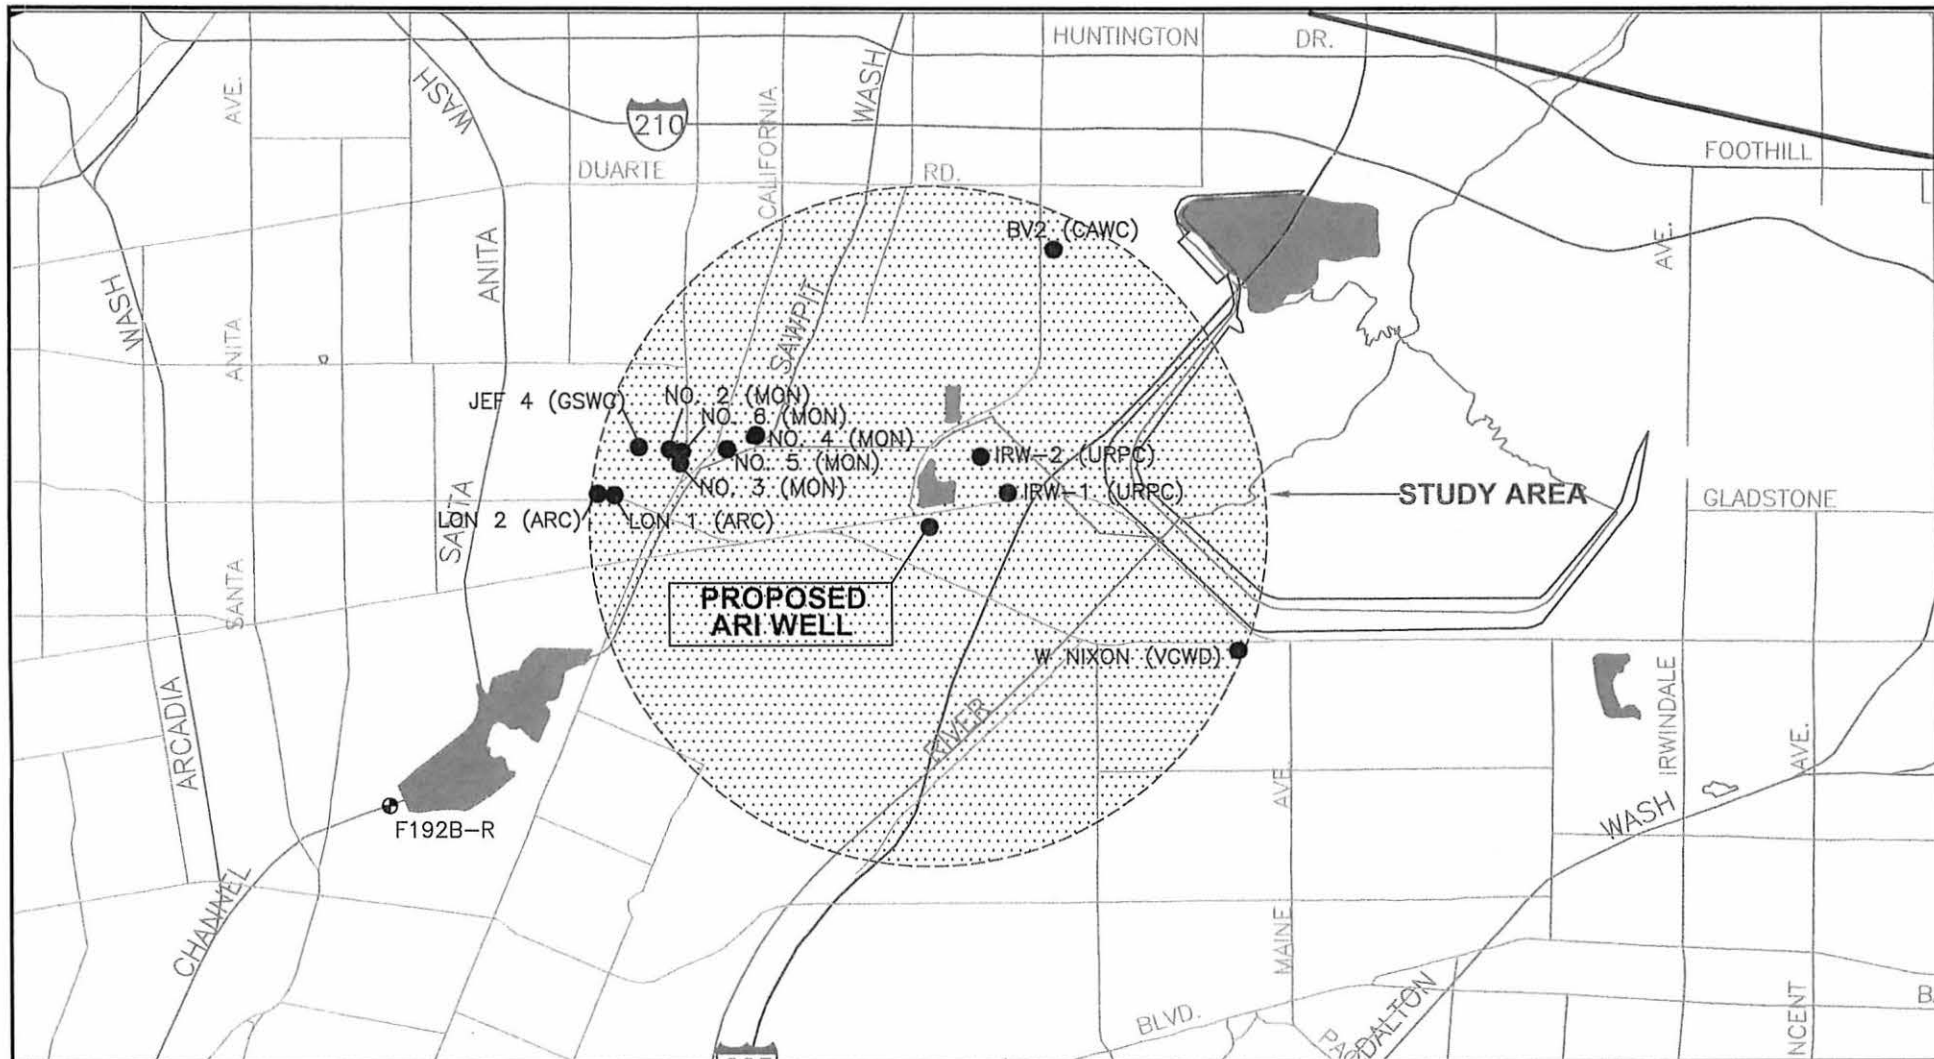 HUNTINGTON DR.
WASH
WASH
AVE.
CALIFORNIA
210
DUARTE RD.
FOOTHILL
BV2 (CAWC)
AVE.
ANITA
WASH
ANITA
SAWPIT
JEF 4 (GSWC)
NO. 2 (MON)
NO. 6 (MON)
NO. 4 (MON)
NO. 5 (MON)
NO. 3 (MON)
IRW-2 (URPC)
IRW-1 (URPC)
STUDY AREA
GLADSTONE
LON 2 (ARC)
LON 1 (ARC)
SANTA
SANTA
PROPOSED
ARI WELL
W NIXON (VCWD)
RIVER
ARCADIA
IRWINDALE
AVE.
AVE
WASH
F192B-R
CHANNEL
MAINE
BLVD.
DALTON
NCENT